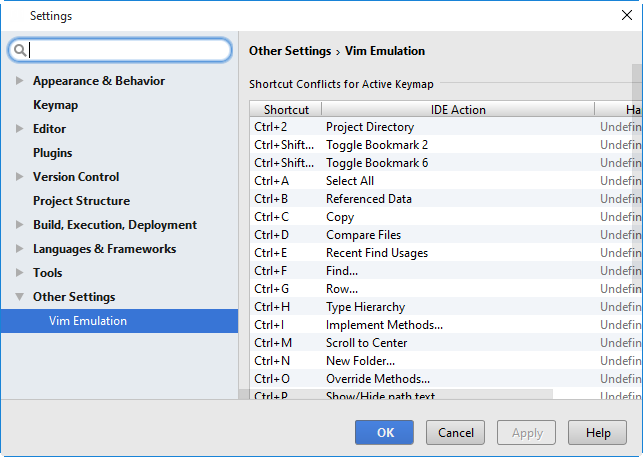 Settings
Other Settings › Vim Emulation
Appearance & Behavior
Keymap
Editor
Plugins
Version Control
Project Structure
Build, Execution, Deployment
Languages & Frameworks
Tools
Other Settings
Vim Emulation
Shortcut Conflicts for Active Keymap
Shortcut IDE Action Ha
Ctrl+2 Project Directory Undefin
Ctrl+Shift... Toggle Bookmark 2 Undefin
Ctrl+Shift... Toggle Bookmark 6 Undefin
Ctrl+A Select All Undefin
Ctrl+B Referenced Data Undefin
Ctrl+C Copy Undefin
Ctrl+D Compare Files Undefin
Ctrl+E Recent Find Usages Undefin
Ctrl+F Find... Undefin
Ctrl+G Row... Undefin
Ctrl+H Type Hierarchy Undefin
Ctrl+I Implement Methods... Undefin
Ctrl+M Scroll to Center Undefin
Ctrl+N New Folder... Undefin
Ctrl+O Override Methods... Undefin
Ctrl+P Show/Hide path text Undefin
OK Cancel Apply Help